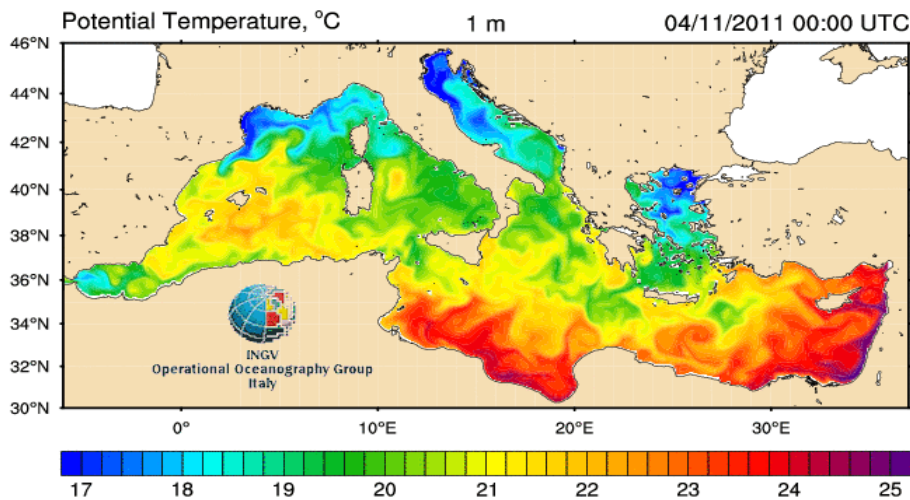 Potential Temperature, °C 1 m 04/11/2011 00:00 UTC
46°N
44°N
42°N
40°N
38°N
36°N
34°N
32°N
30°N
INGV
Operational Oceanography Group
Italy
0° 10°E 20°E 30°E
17 18 19 20 21 22 23 24 25